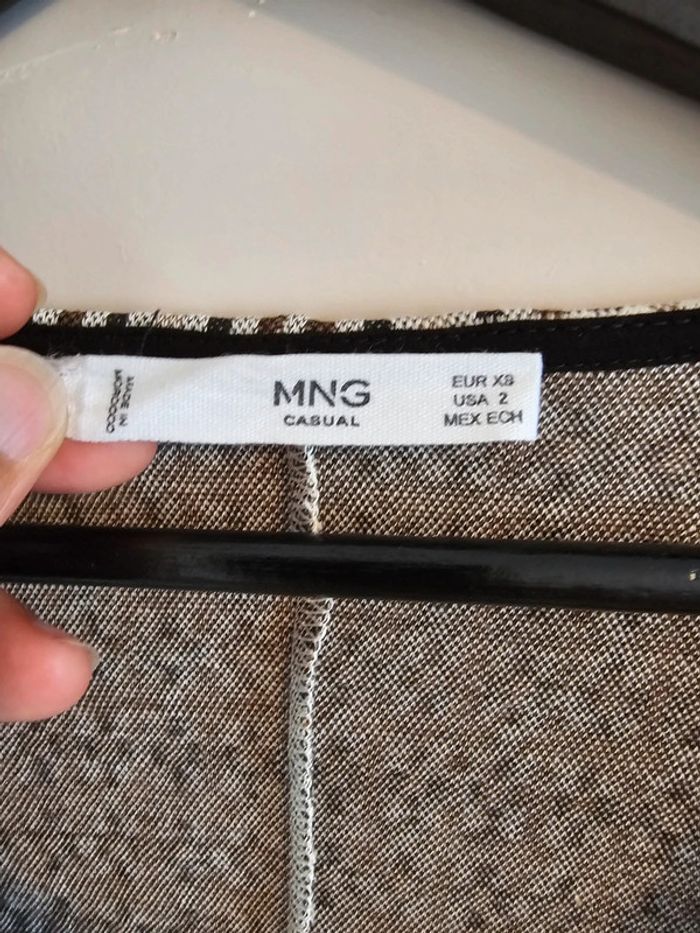 MADE IN
MOROCCO
MNG
CASUAL
EUR XS
USA 2
MEX ECH